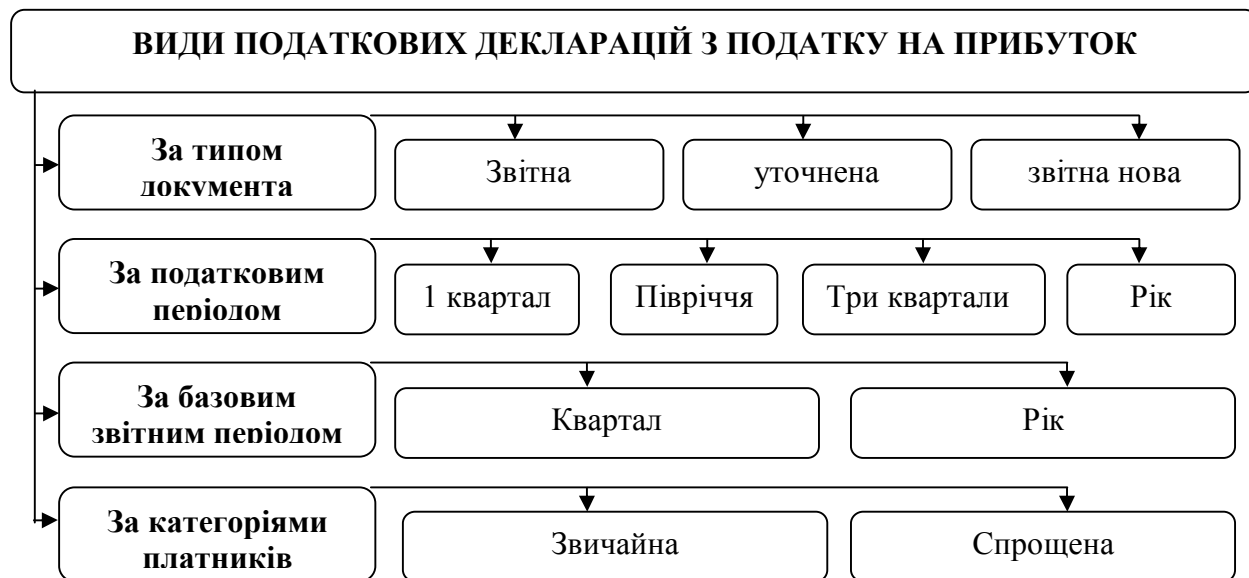 ВИДИ ПОДАТКОВИХ ДЕКЛАРАЦІЙ З ПОДАТКУ НА ПРИБУТОК
За типом
документа
Звітна
уточнена
звітна нова
За податковим
періодом
1 квартал
Півріччя
Три квартали
Рік
За базовим
звітним періодом
Квартал
Рік
За категоріями
платників
Звичайна
Спрощена